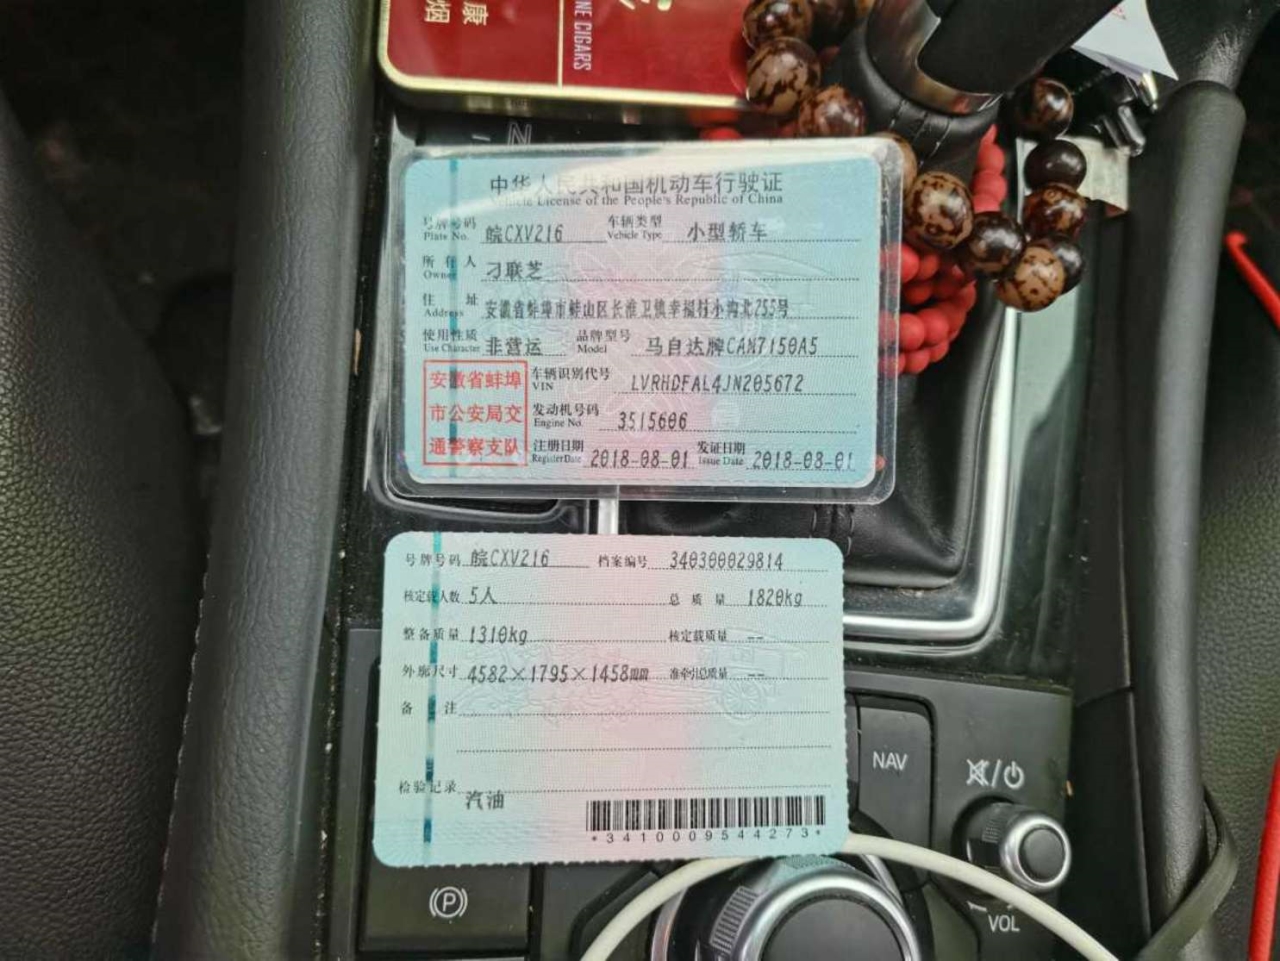 康
烟
NE CIGARS
N
中华人民共和国机动车行驶证
Vehicle License of the People's Republic of China
号牌号码 皖CXV216 车辆类型 小型轿车
Plate No. Vehicle Type
所有人 刁联芝
Owner
住址 安徽省蚌埠市蚌山区长淮卫镇幸福村小沟北255号
Address
使用性质 非营运 品牌型号 马自达牌CAM7150A5
Use Character Model
安徽省蚌埠
市公安局交
通警察支队
车辆识别代号 LVRHDFAL4JN205672
VIN
发动机号码 3515606
Engine No.
注册日期 2018-08-01 发证日期 2018-08-01
Register Date Issue Date
号牌号码 皖CXV216 档案编号 340300029814
核定载人数 5人 总质量 1820kg
整备质量 1310kg 核定载质量 --
外廓尺寸 4582×1795×1458mm 准牵引总质量 --
备注
检验记录 汽油
*3410009544273*
NAV
P
VOL